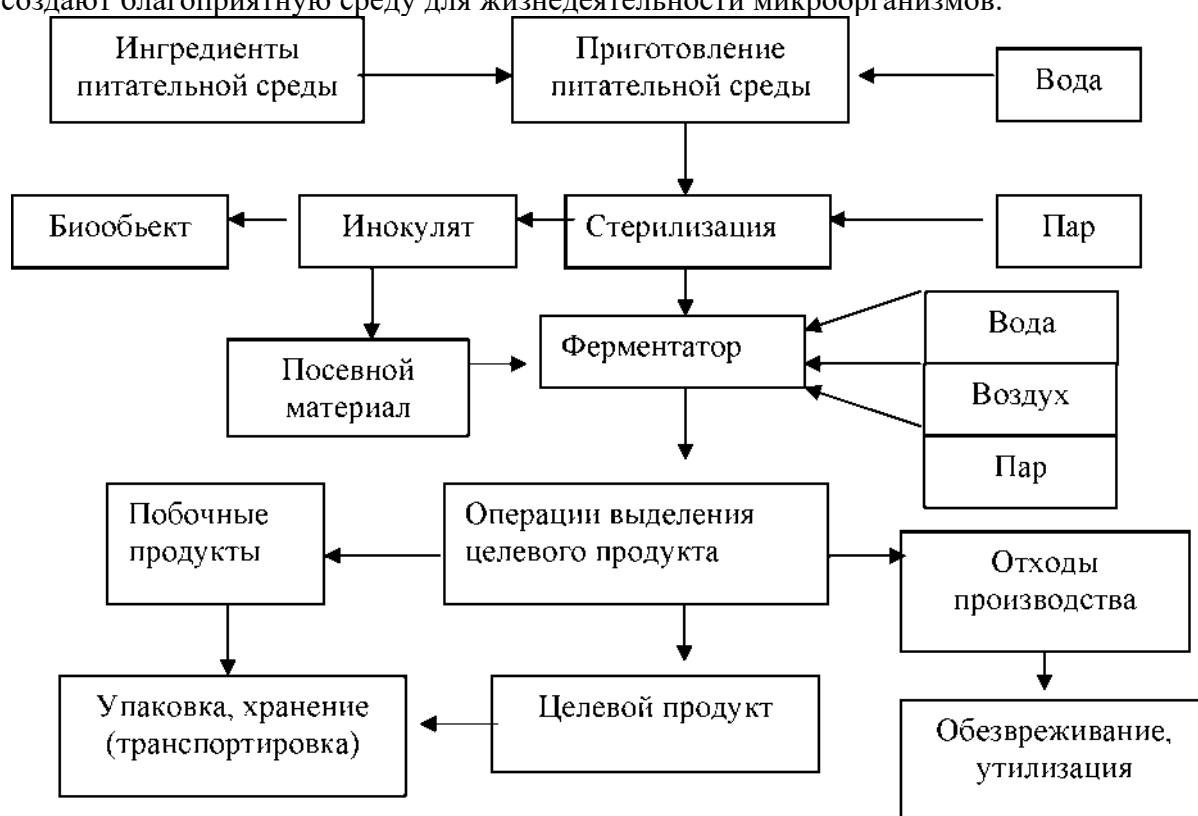 создают благоприятную среду для жизнедеятельности микроорганизмов.
Ингредиенты
питательной среды
Приготовление
питательной среды
Вода
Биообьект
Инокулят
Стерилизация
Пар
Посевной
материал
Ферментатор
Вода
Воздух
Пар
Побочные
продукты
Операции выделения
целевого продукта
Отходы
производства
Упаковка, хранение
(транспортировка)
Целевой продукт
Обезвреживание,
утилизация